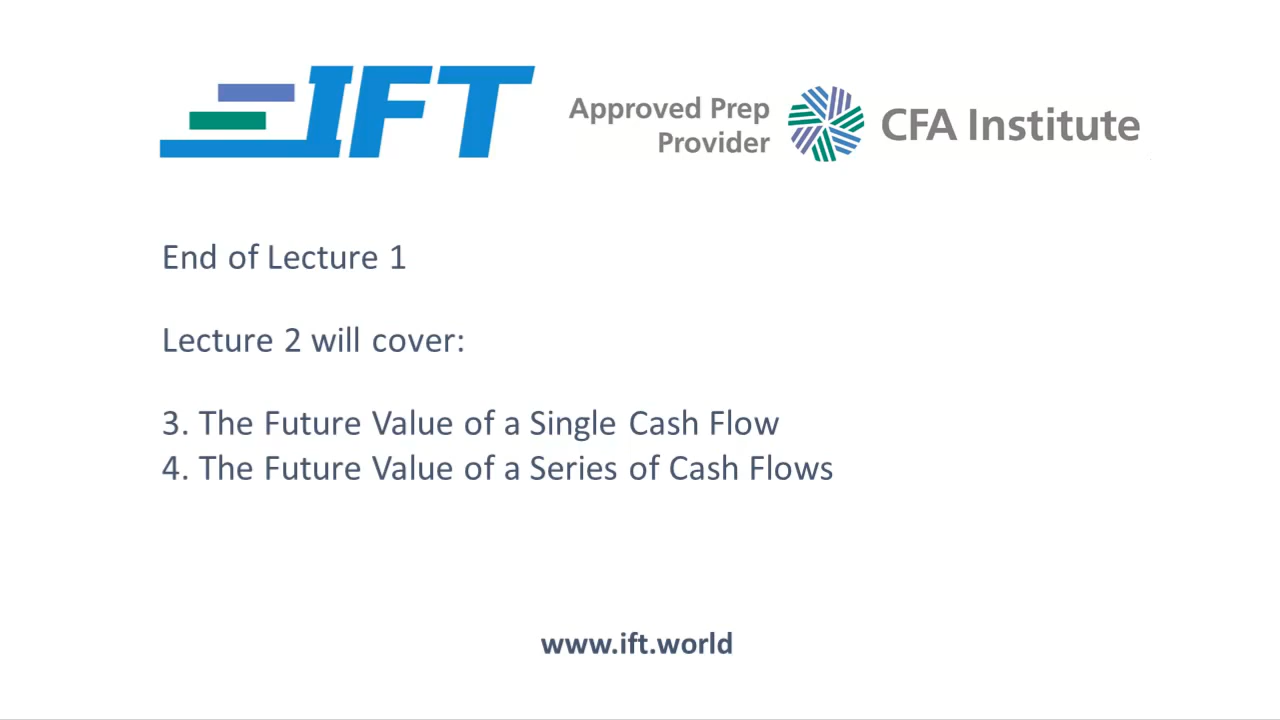 IFT
Approved Prep
Provider
CFA Institute
End of Lecture 1
Lecture 2 will cover:
3. The Future Value of a Single Cash Flow
4. The Future Value of a Series of Cash Flows
www.ift.world